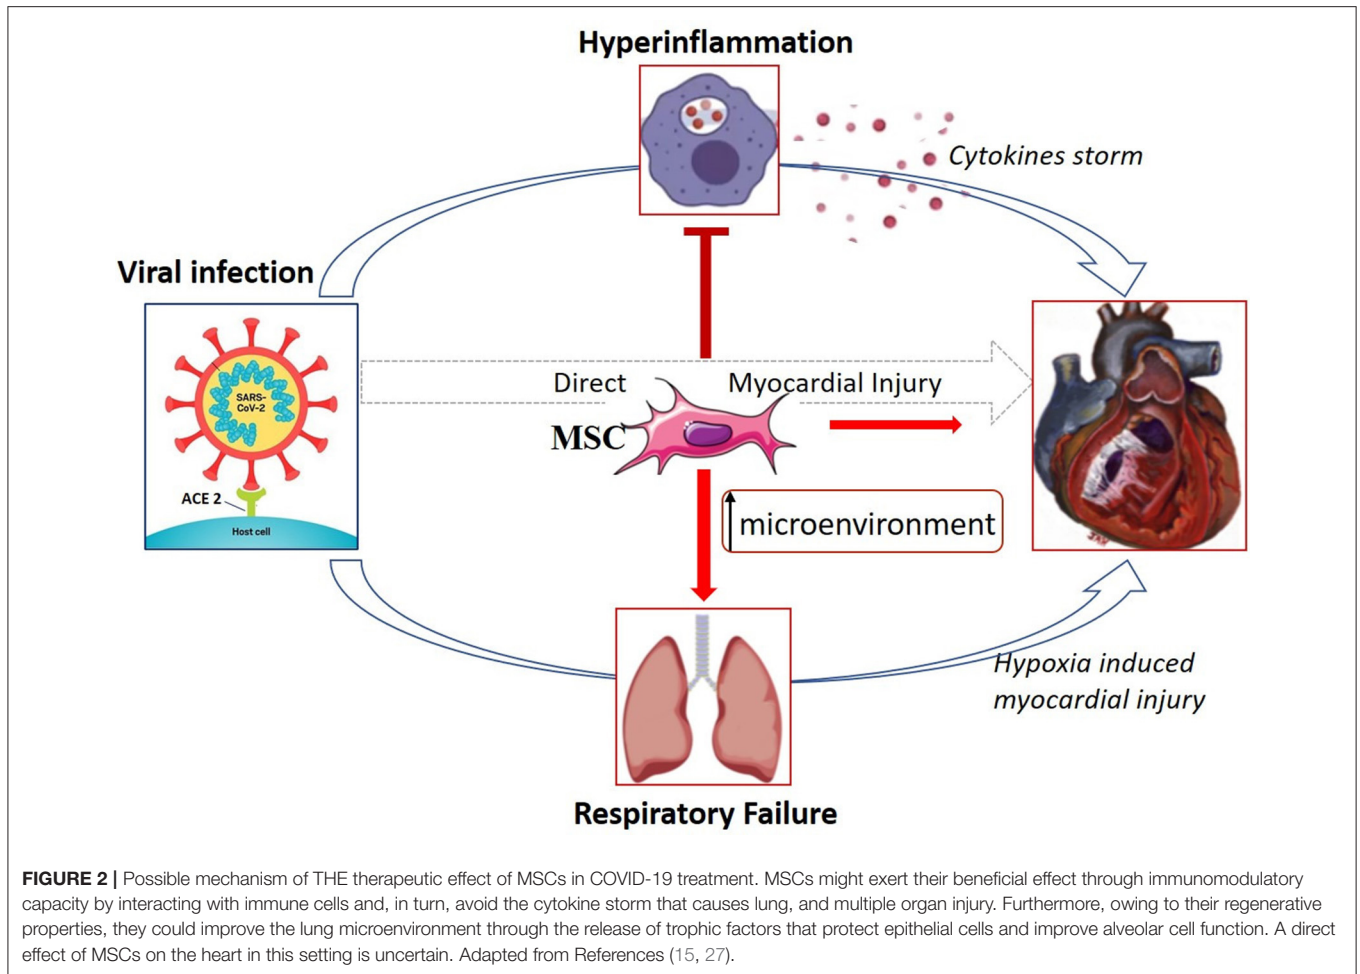 Hyperinflammation
Cytokines storm
Viral infection
SARS-
CoV-2
ACE 2
Host cell
Direct
Myocardial Injury
MSC
microenvironment
Hypoxia induced
myocardial injury
Respiratory Failure
FIGURE 2 | Possible mechanism of THE therapeutic effect of MSCs in COVID-19 treatment. MSCs might exert their beneficial effect through immunomodulatory
capacity by interacting with immune cells and, in turn, avoid the cytokine storm that causes lung, and multiple organ injury. Furthermore, owing to their regenerative
properties, they could improve the lung microenvironment through the release of trophic factors that protect epithelial cells and improve alveolar cell function. A direct
effect of MSCs on the heart in this setting is uncertain. Adapted from References (15, 27).